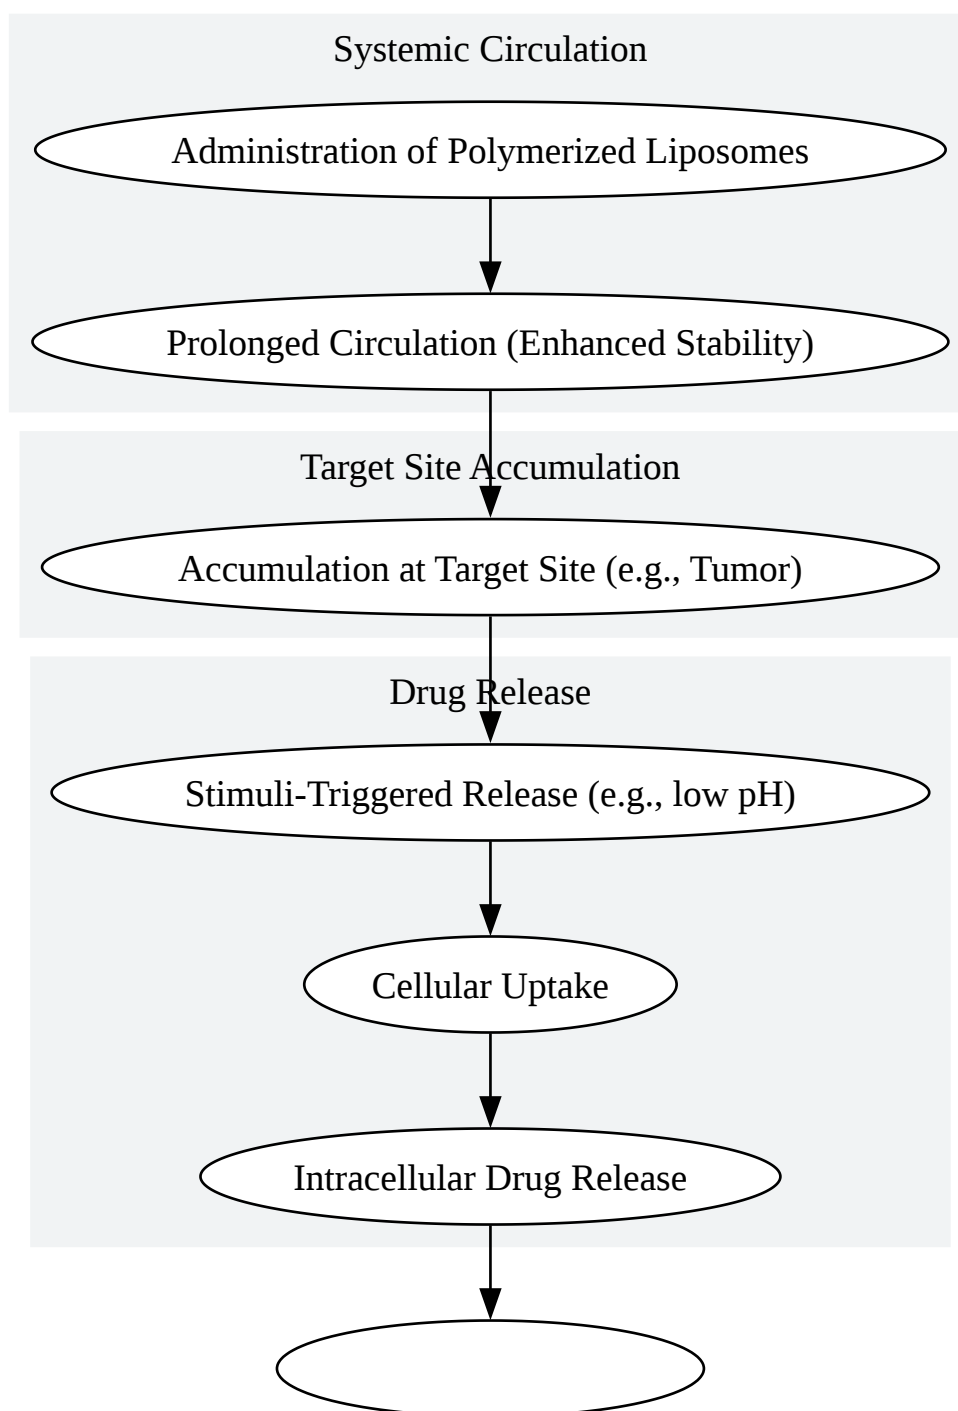 Systemic Circulation
Administration of Polymerized Liposomes
Prolonged Circulation (Enhanced Stability)
Target Site Accumulation
Accumulation at Target Site (e.g., Tumor)
Drug Release
Stimuli-Triggered Release (e.g., low pH)
Cellular Uptake
Intracellular Drug Release